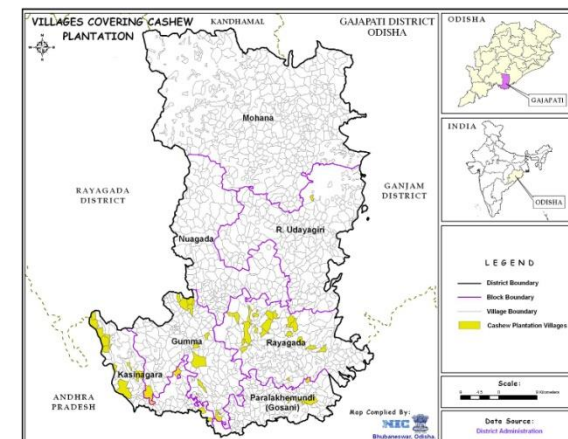 VILLAGES COVERING CASHEW
PLANTATION
KANDHAMAL
GAJAPATI DISTRICT
ODISHA
Mohana
RAYAGADA
DISTRICT
GANJAM
DISTRICT
Nuagada
R. Udayagiri
Gumma
Rayagada
Kasinagara
Paralakhemundi
(Gosani)
ANDHRA
PRADESH
Map Complied By:
NIC
Bhubaneswar, Odisha
ODISHA
GAJAPATI
INDIA
ODISHA
LEGEND
District Boundary
Block Boundary
Village Boundary
Cashew Plantation Villages
Scale:
Data Source:
District Administration